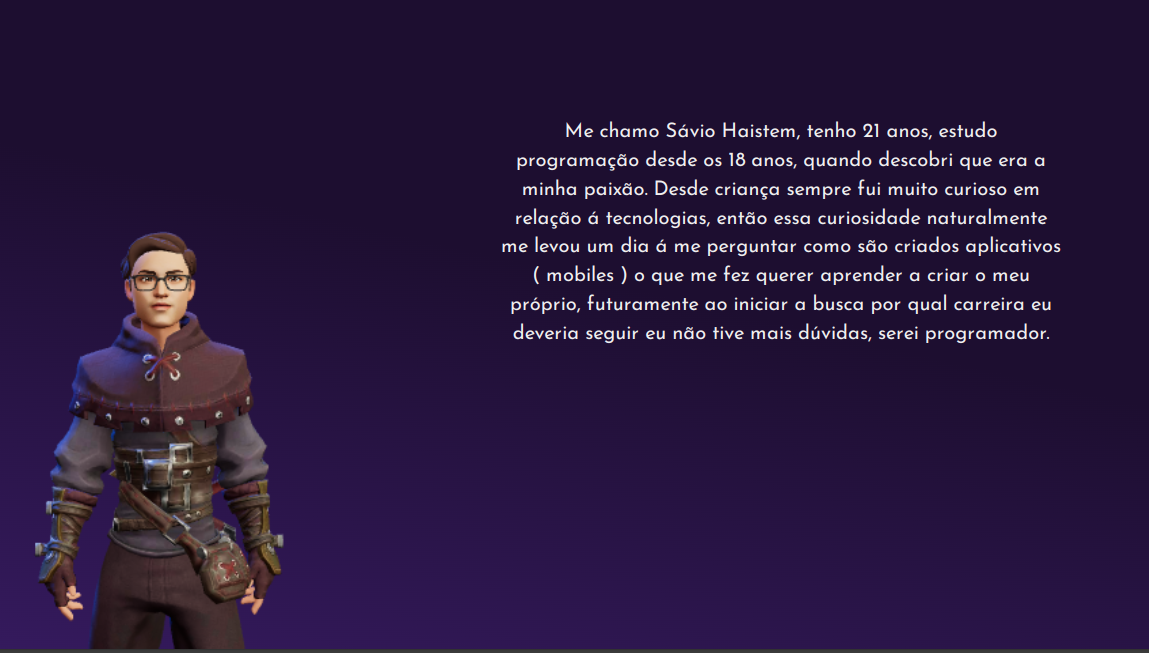 Me chamo Sávio Haistem, tenho 21 anos, estudo
programação desde os 18 anos, quando descobri que era a
minha paixão. Desde criança sempre fui muito curioso em
relação á tecnologias, então essa curiosidade naturalmente
me levou um dia á me perguntar como são criados aplicativos
( mobiles ) o que me fez querer aprender a criar o meu
próprio, futuramente ao iniciar a busca por qual carreira eu
deveria seguir eu não tive mais dúvidas, serei programador.